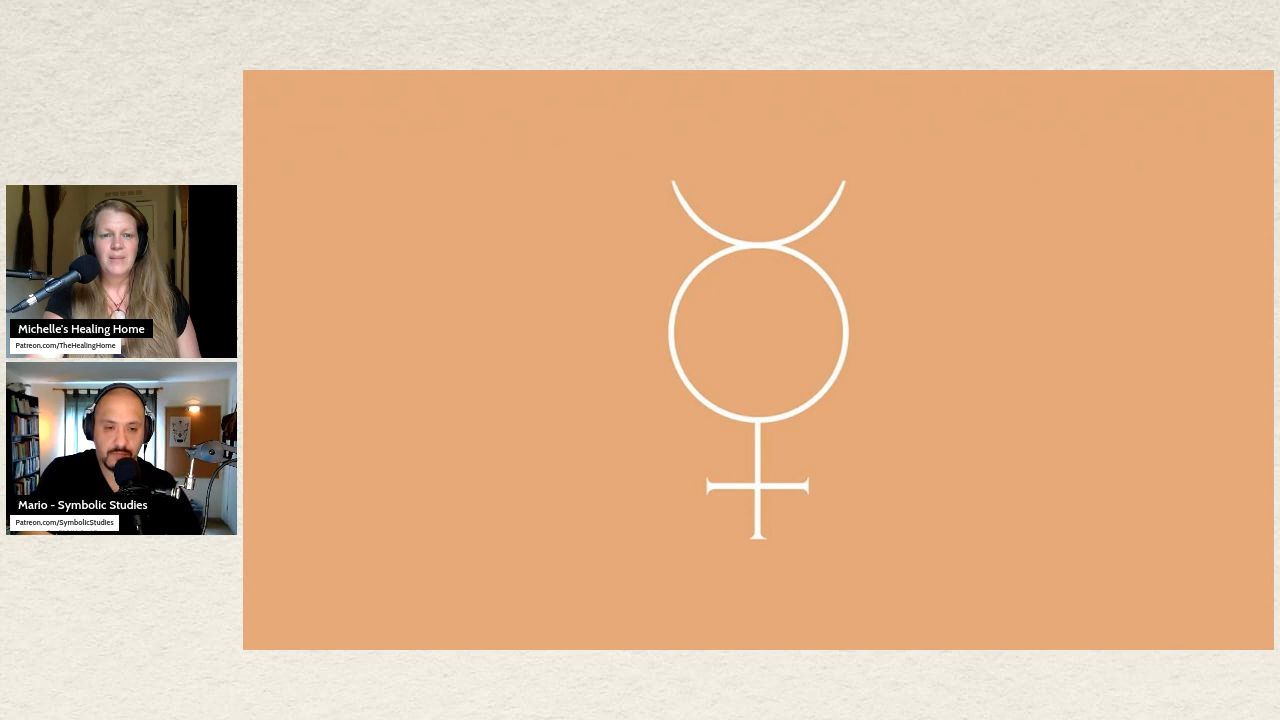 Michelle's Healing Home
Patreon.com/TheHealingHome
Mario - Symbolic Studies
Patreon.com/SymbolicStudies